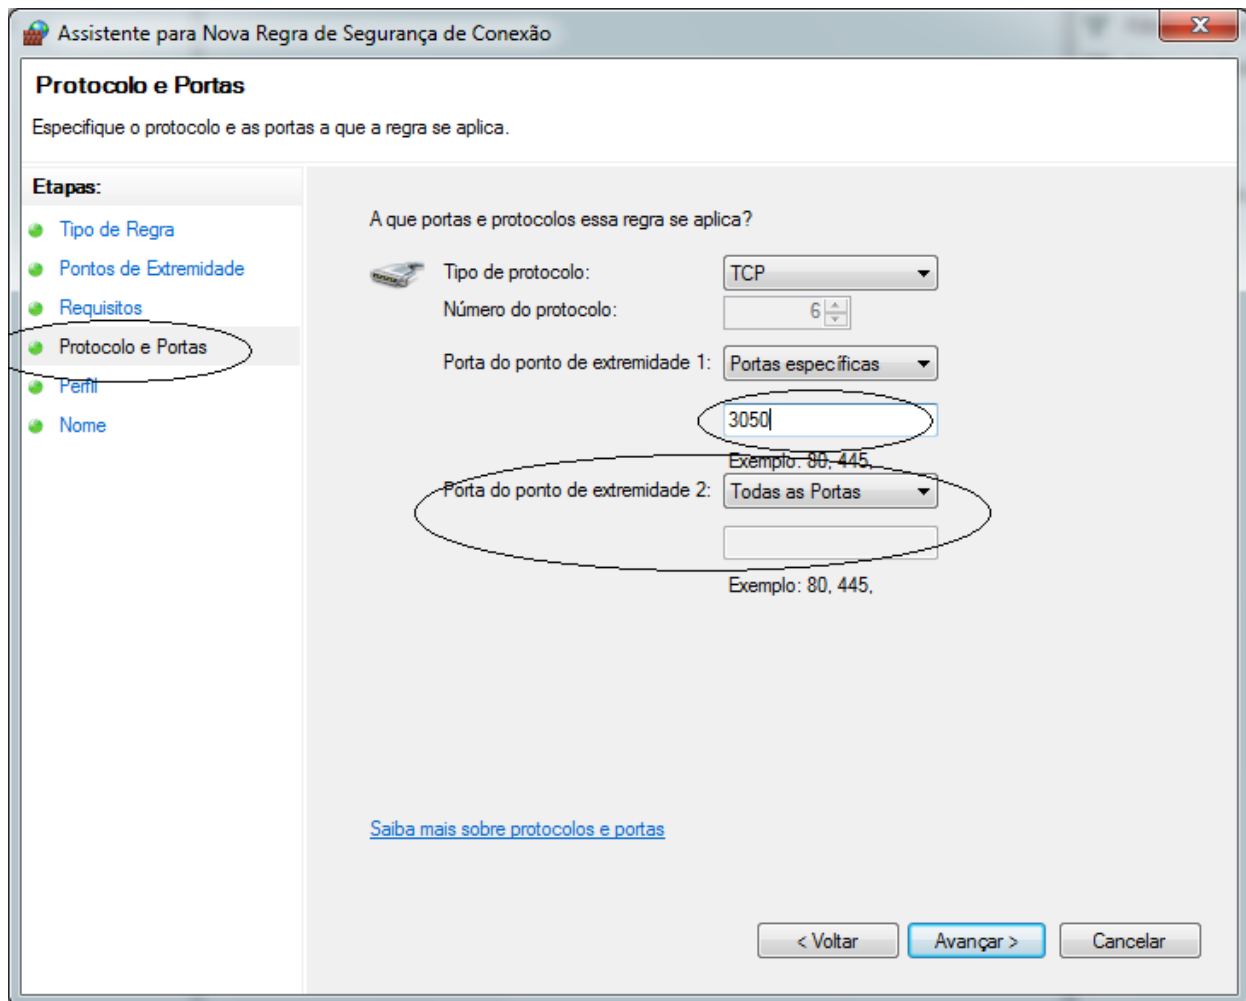 Assistente para Nova Regra de Segurança de Conexão
Protocolo e Portas
Especifique o protocolo e as portas a que a regra se aplica.
Etapas:
Tipo de Regra
Pontos de Extremidade
Requisitos
Protocolo e Portas
Perfil
Nome
A que portas e protocolos essa regra se aplica?
Tipo de protocolo: TCP
Número do protocolo: 6
Porta do ponto de extremidade 1: Portas específicas
3050
Exemplo: 80, 445,
Porta do ponto de extremidade 2: Todas as Portas
Exemplo: 80, 445,
Saiba mais sobre protocolos e portas
< Voltar Avançar > Cancelar